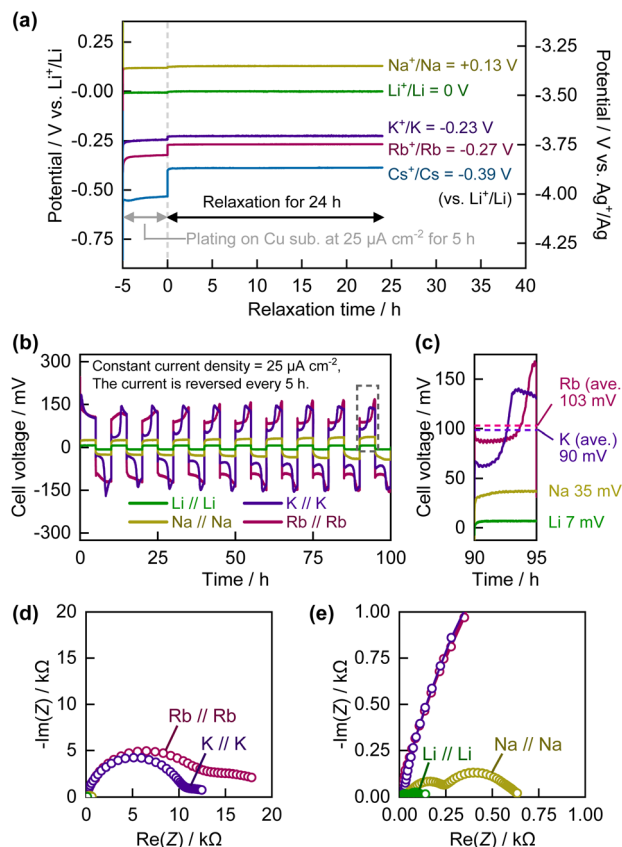 (a)
Potential / V vs. Li⁺/Li
0.25
-0.00
-0.25
-0.50
-0.75
Na⁺/Na = +0.13 V
Li⁺/Li = 0 V
K⁺/K = -0.23 V
Rb⁺/Rb = -0.27 V
Cs⁺/Cs = -0.39 V
(vs. Li⁺/Li)
Relaxation for 24 h
Plating on Cu sub. at 25 µA cm⁻² for 5 h
-3.25
-3.50
-3.75
-4.00
-4.25
Potential / V vs. Ag⁺/Ag
-5 0 5 10 15 20 25 30 35 40
Relaxation time / h
(b)
Cell voltage / mV
300
150
0
-150
-300
Constant current density = 25 µA cm⁻²,
The current is reversed every 5 h.
Li // Li
K // K
Na // Na
Rb // Rb
0 25 50 75 100
Time / h
(c)
Cell voltage / mV
150
100
50
0
Rb (ave.)
103 mV
K (ave.)
90 mV
Na 35 mV
Li 7 mV
90 95
Time / h
(d)
-Im(Z) / kΩ
20
15
10
5
0
Rb // Rb
K // K
0 5 10 15 20
Re(Z) / kΩ
(e)
-Im(Z) / kΩ
1.00
0.75
0.50
0.25
0.00
Li // Li
Na // Na
0.00 0.25 0.50 0.75 1.00
Re(Z) / kΩ